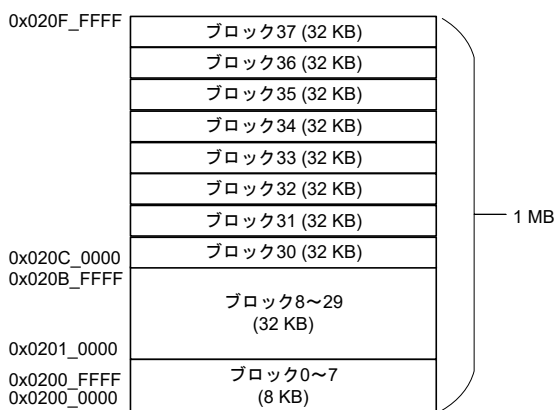 0x020F_FFFF
ブロック37 (32 KB)
ブロック36 (32 KB)
ブロック35 (32 KB)
ブロック34 (32 KB)
ブロック33 (32 KB)
ブロック32 (32 KB)
ブロック31 (32 KB)
1 MB
ブロック30 (32 KB)
0x020C_0000
0x020B_FFFF
ブロック8～29
(32 KB)
0x0201_0000
0x0200_FFFF
0x0200_0000
ブロック0～7
(8 KB)